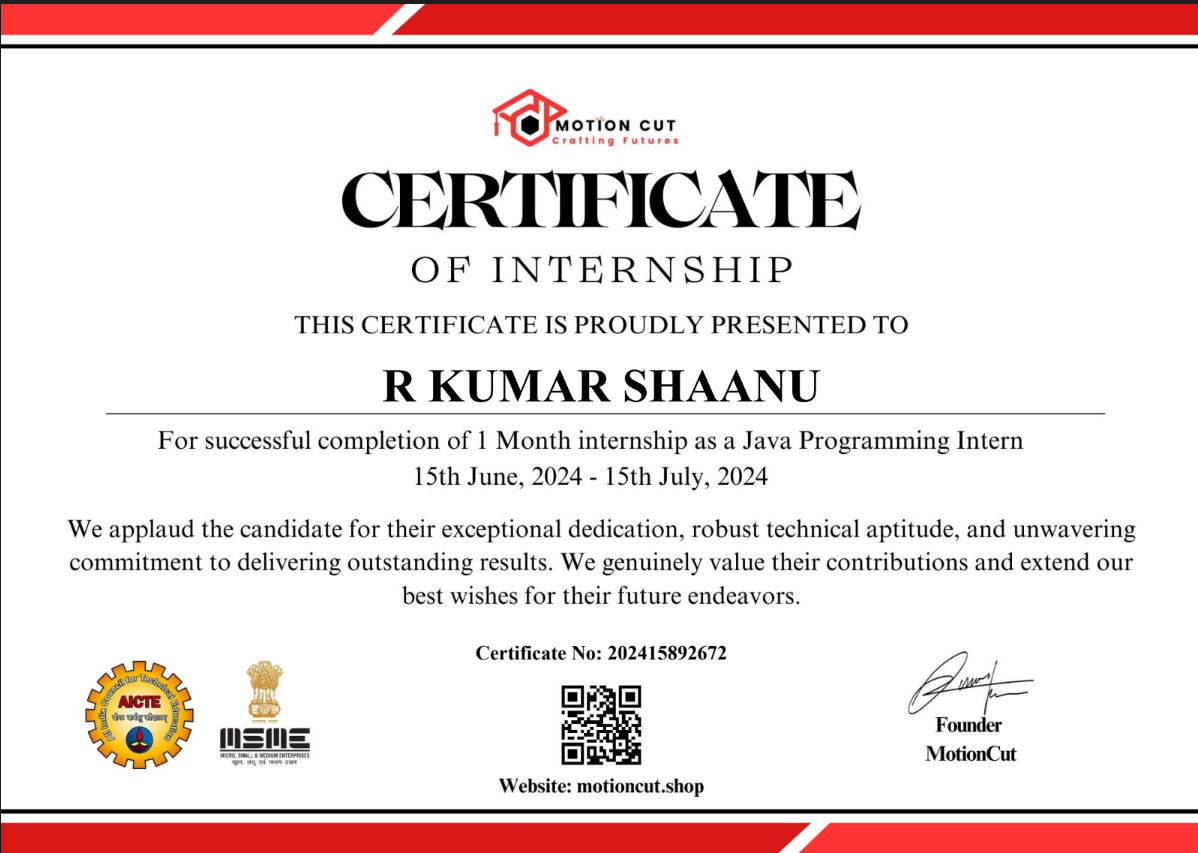 MOTION CUT
Crafting Futures
CERTIFICATE
OF INTERNSHIP
THIS CERTIFICATE IS PROUDLY PRESENTED TO
R KUMAR SHAANU
For successful completion of 1 Month internship as a Java Programming Intern
15th June, 2024 - 15th July, 2024
We applaud the candidate for their exceptional dedication, robust technical aptitude, and unwavering
commitment to delivering outstanding results. We genuinely value their contributions and extend our
best wishes for their future endeavors.
Certificate No: 202415892672
All India Council for Technical Education
AICTE
MSME
MICRO, SMALL & MEDIUM ENTERPRISES
सूक्ष्म, लघु एवं मध्यम उद्यम
Website: motioncut.shop
Founder
MotionCut